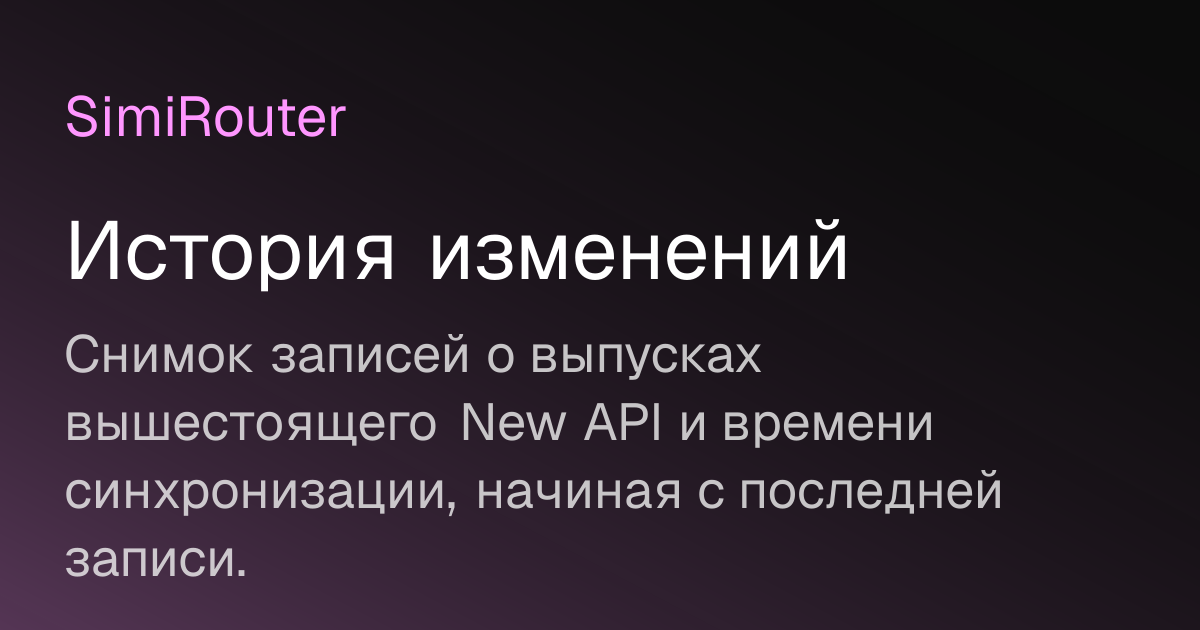 SimiRouter
История изменений
Снимок записей о выпусках
вышестоящего New API и времени
синхронизации, начиная с последней
записи.